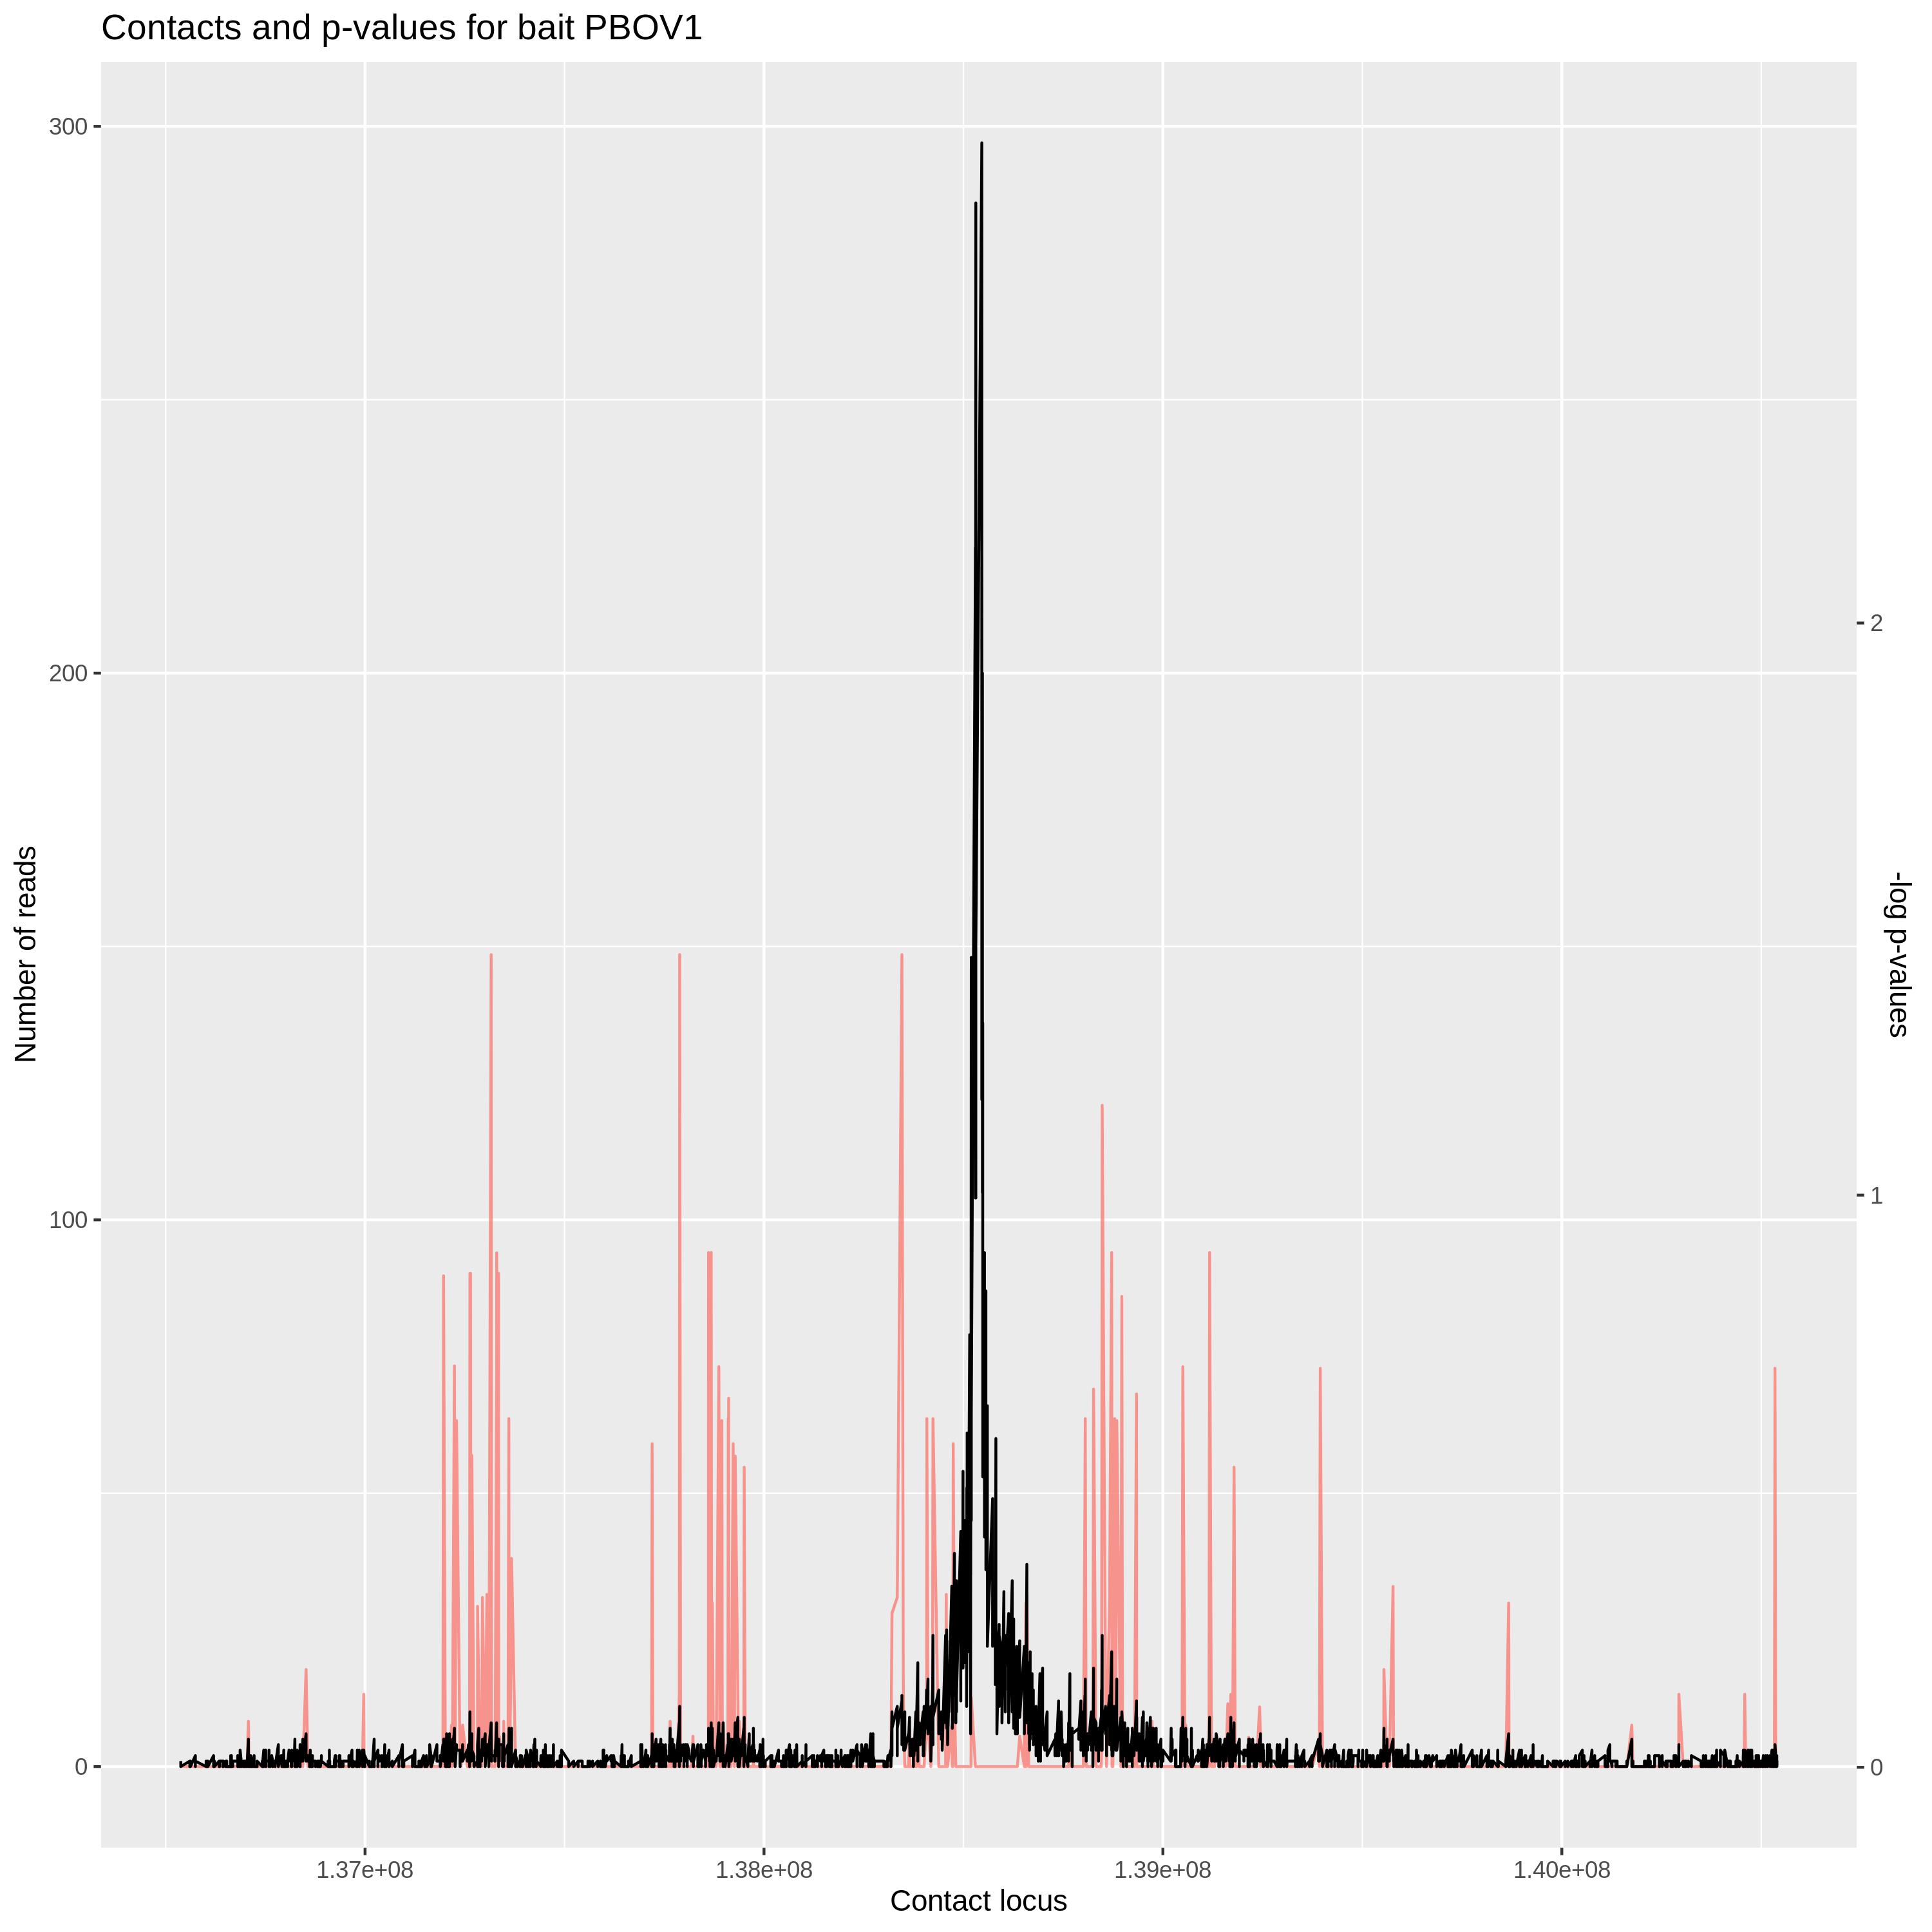 Contacts and p-values for bait PBOV1
300
200
100
0
Number of reads
2
1
0
-log p-values
1.37e+08
1.38e+08
1.39e+08
1.40e+08
Contact locus